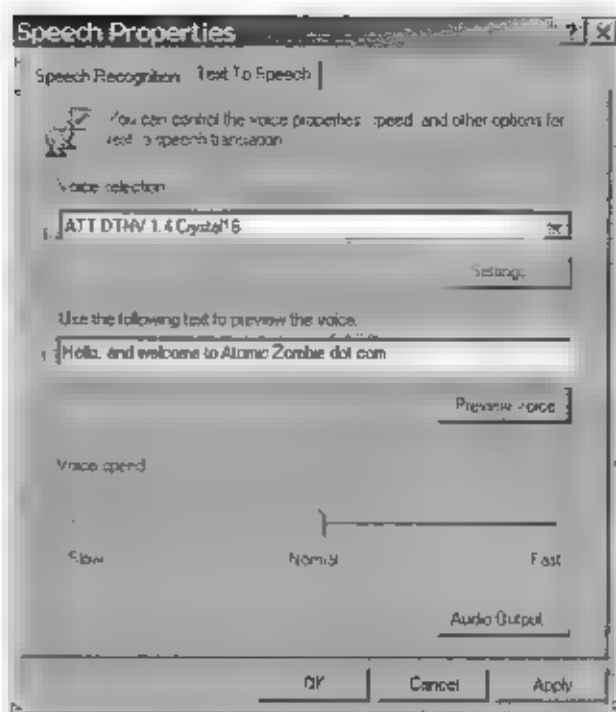 Speech Properties
Speech Recognition Text To Speech
You can control the voice properties, speed, and other options for
text to speech translation
Voice selection
ATT DTNV 1.4 Crystal16
Settings
Use the following text to preview the voice.
Hello, and welcome to Atomic Zombie dot com
Preview Voice
Voice speed
Slow Normal Fast
Audio Output
OK Cancel Apply